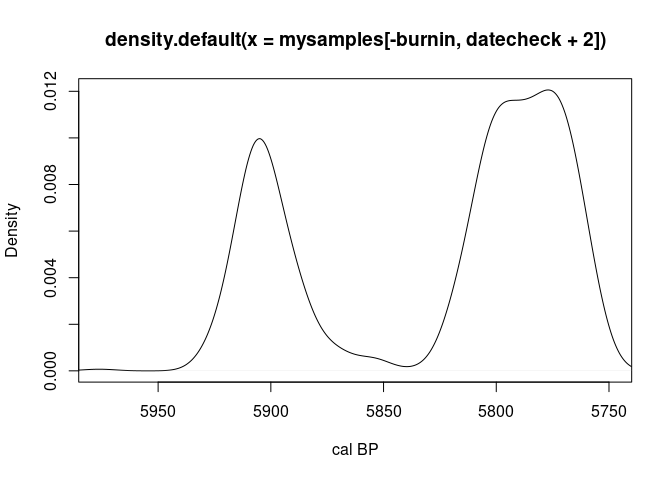 density.default(x = mysamples[-burnin, datecheck + 2])
Density
0.012
0.008
0.004
0.000
5950 5900 5850 5800 5750
cal BP